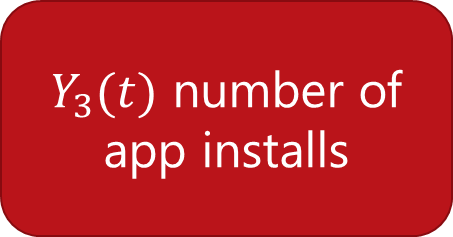 Y₃(t) number of
app installs